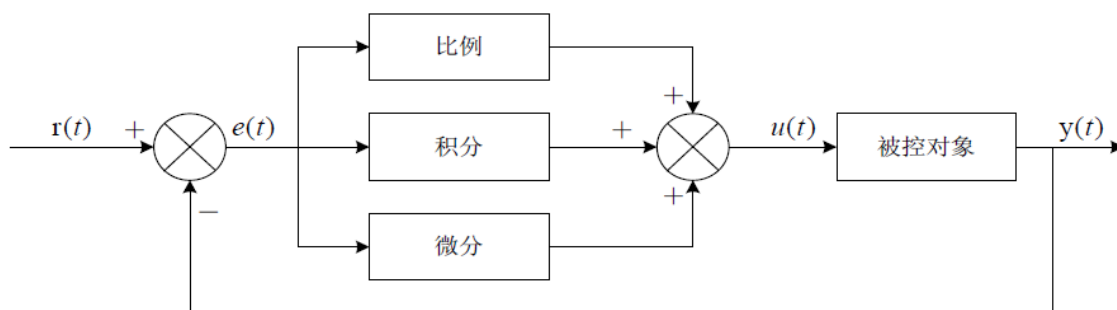 比例
+
r(t)
+
e(t)
积分
+
u(t)
被控对象
y(t)
−
+
微分